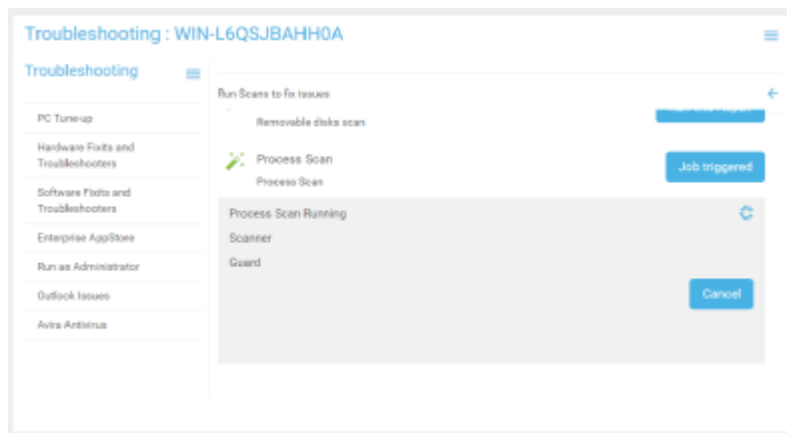 Troubleshooting : WIN-L6QSJBAHH0A
Troubleshooting
PC Tune-up
Hardware Fixits and
Troubleshooters
Software Fixits and
Troubleshooters
Enterprise AppStore
Run as Administrator
Outlook Issues
Avira Antivirus
Run Scans to fix issues
Removable disks scan
Process Scan
Job triggered
Process Scan
Process Scan Running
Scanner
Guard
Cancel